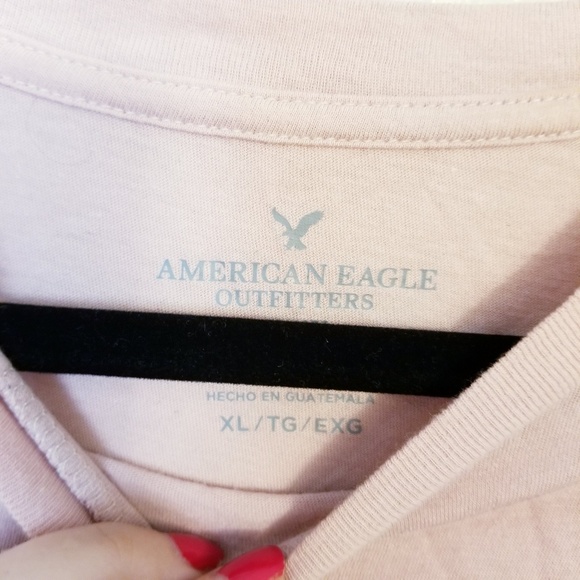 AMERICAN EAGLE
OUTFITTERS
HECHO EN GUATEMALA
XL/TG/EXG